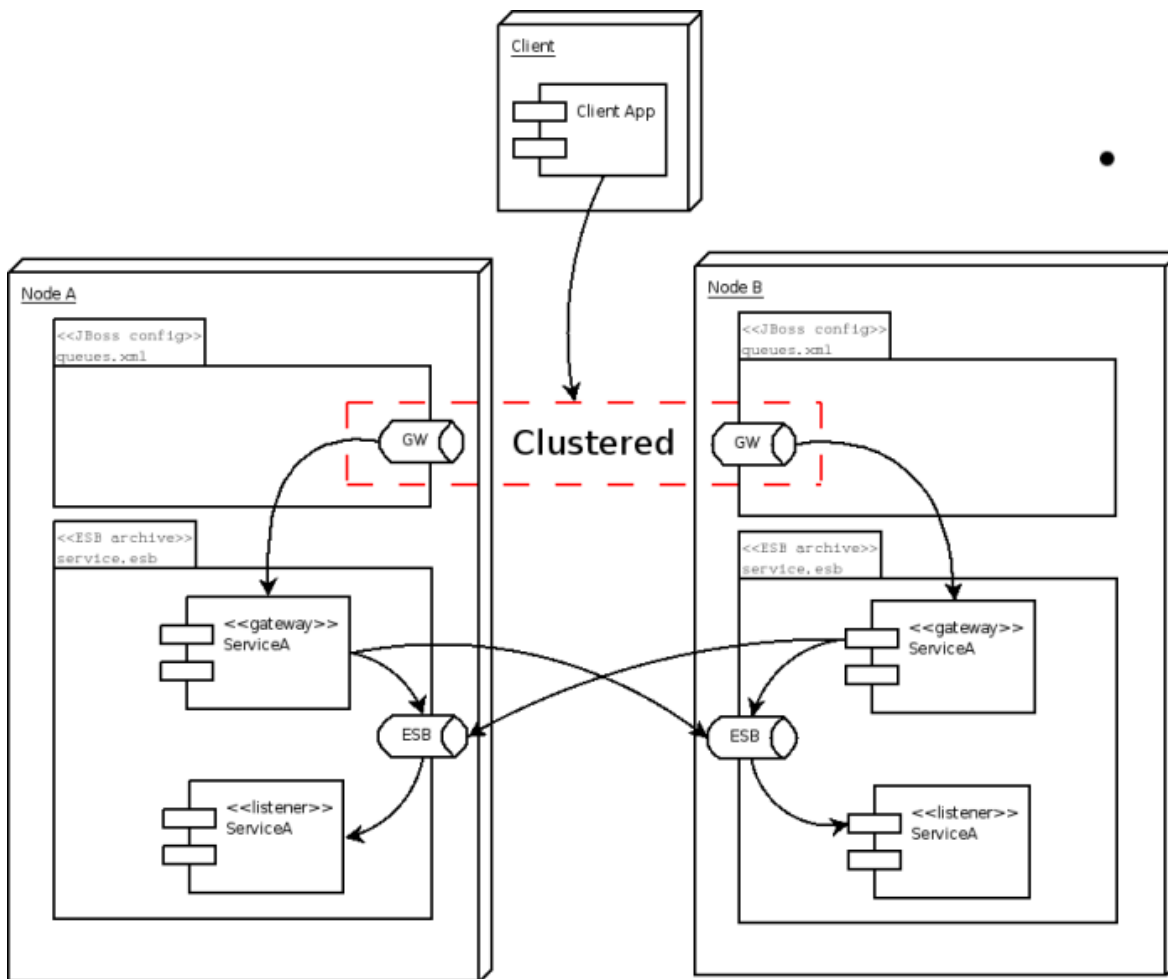 Client
Client App
Node A
<<JBoss config>>
queues.xml
GW
Clustered
<<ESB archive>>
service.esb
<<gateway>>
ServiceA
ESB
<<listener>>
ServiceA
Node B
<<JBoss config>>
queues.xml
GW
<<ESB archive>>
service.esb
<<gateway>>
ServiceA
ESB
<<listener>>
ServiceA